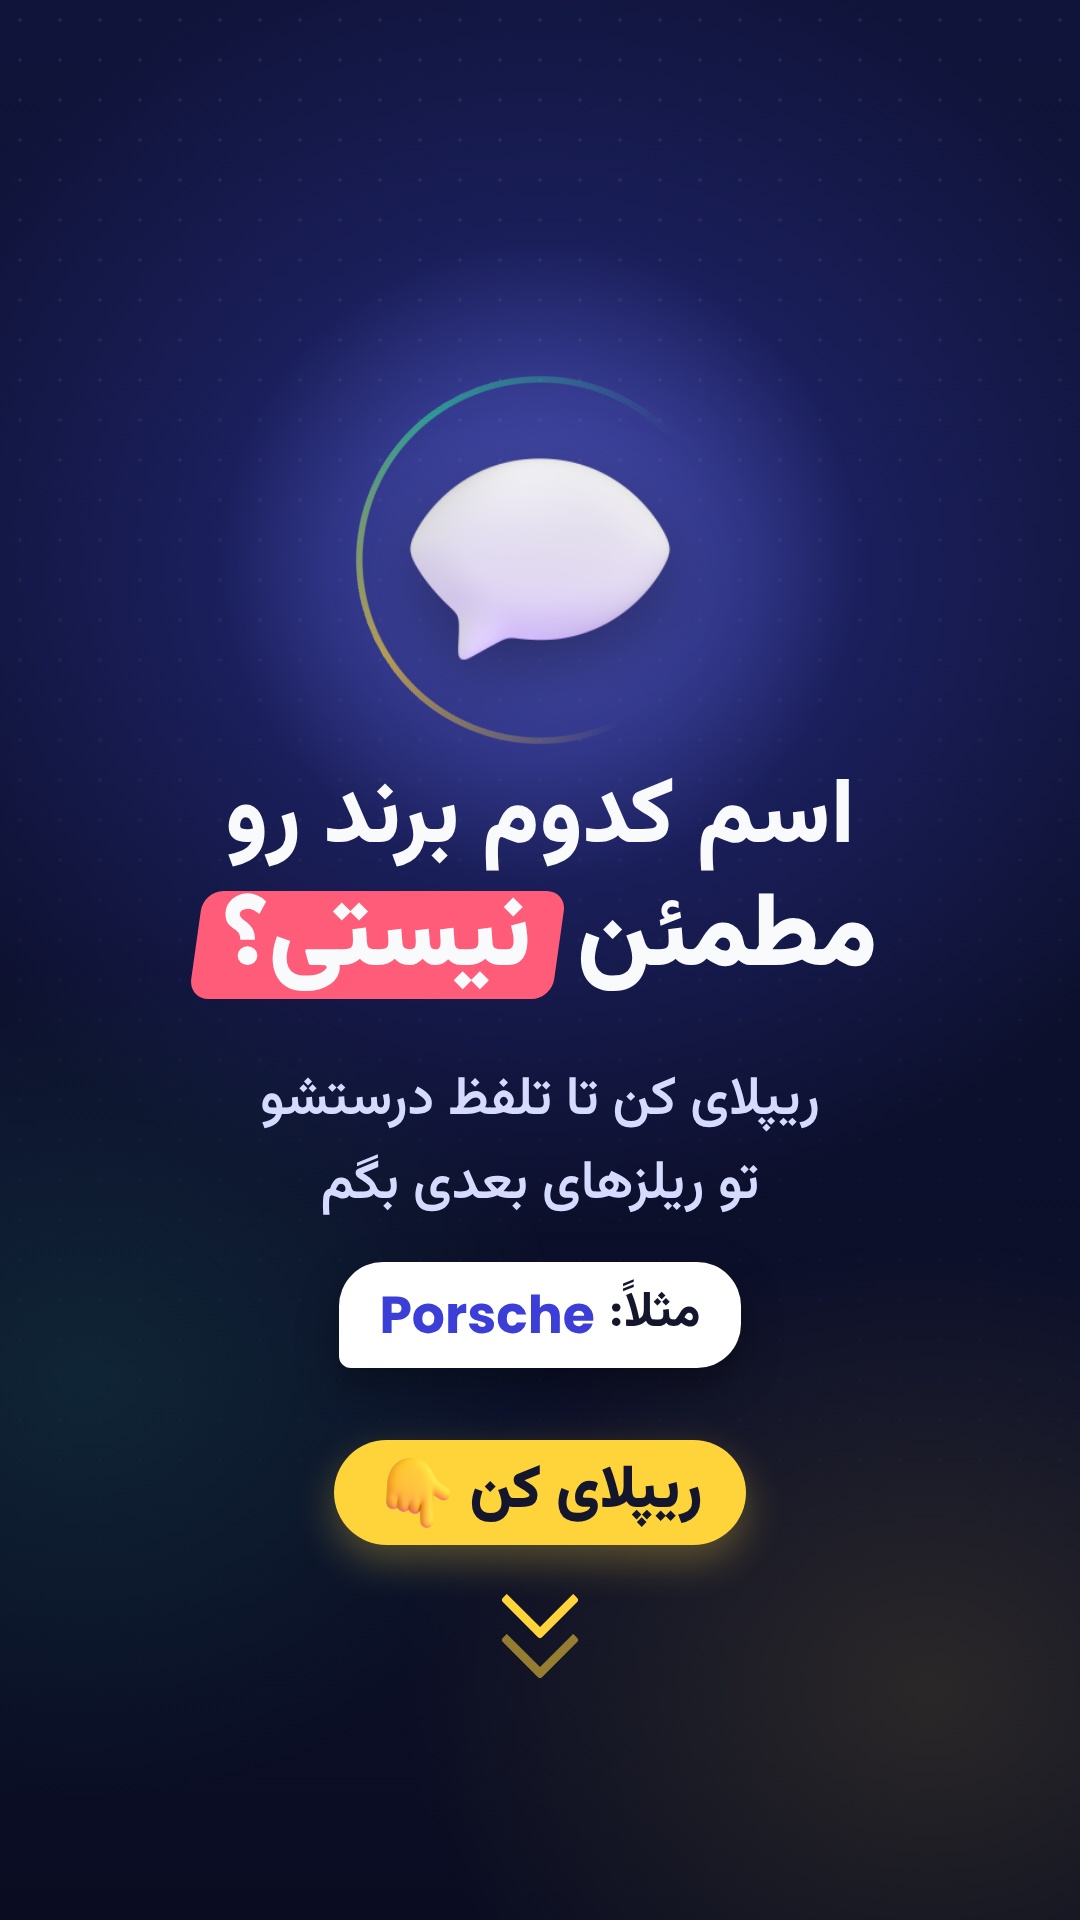 اسم کدوم برند رو
مطمئن نیستی؟
ریپلای کن تا تلفظ درستشو
تو ریلزهای بعدی بگم
مثلاً: Porsche
ریپلای کن 👇